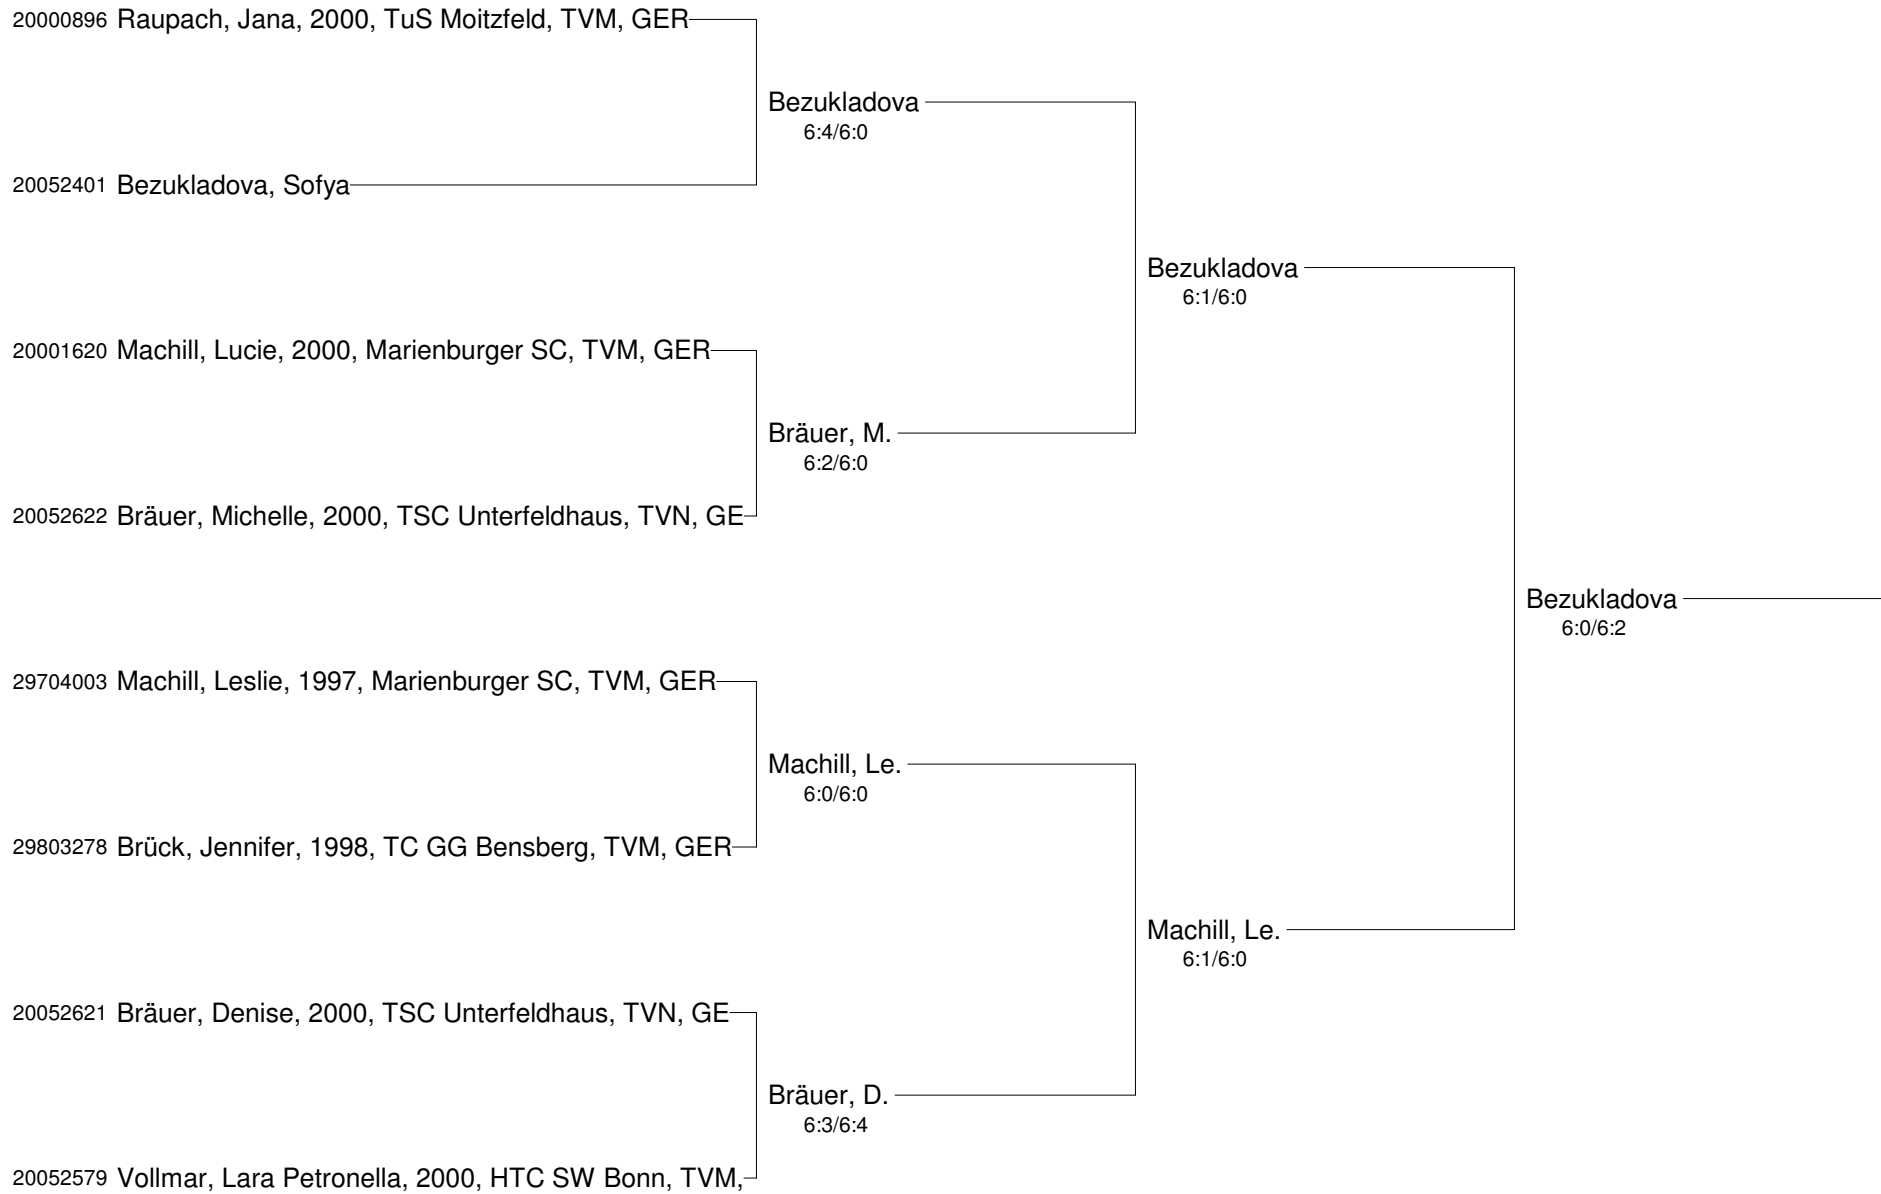 20000896 Raupach, Jana, 2000, TuS Moitzfeld, TVM, GER
Bezukladova
6:4/6:0
20052401 Bezukladova, Sofya
Bezukladova
6:1/6:0
20001620 Machill, Lucie, 2000, Marienburger SC, TVM, GER
Bräuer, M.
6:2/6:0
20052622 Bräuer, Michelle, 2000, TSC Unterfeldhaus, TVN, GE
Bezukladova
6:0/6:2
29704003 Machill, Leslie, 1997, Marienburger SC, TVM, GER
Machill, Le.
6:0/6:0
29803278 Brück, Jennifer, 1998, TC GG Bensberg, TVM, GER
Machill, Le.
6:1/6:0
20052621 Bräuer, Denise, 2000, TSC Unterfeldhaus, TVN, GE
Bräuer, D.
6:3/6:4
20052579 Vollmar, Lara Petronella, 2000, HTC SW Bonn, TVM,